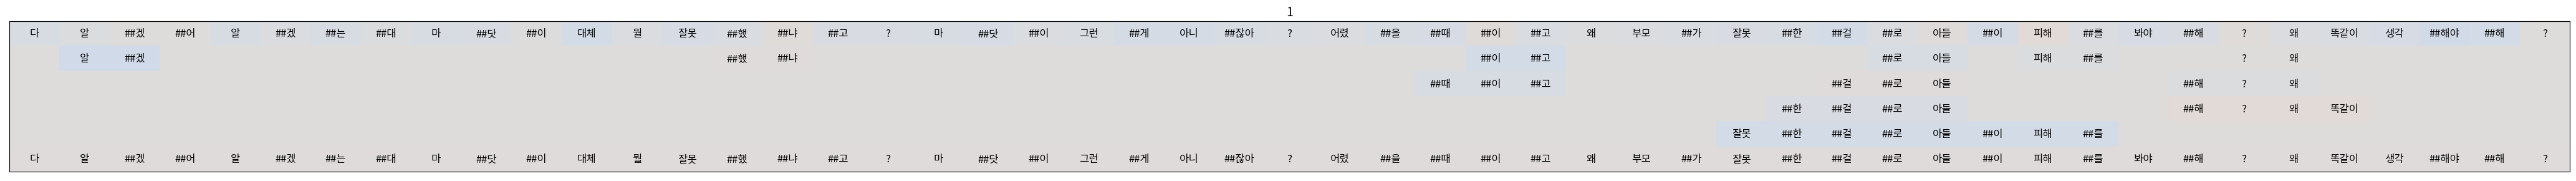 1
다 알 ##겠 ##어 알 ##겠 ##는 ##대 마 ##닷 ##이 대체 뭘 잘못 ##했 ##냐 ##고 ? 마 ##닷 ##이 그런 ##게 아니 ##잖아 ? 어렸 ##을 ##때 ##이 ##고 왜 부모 ##가 잘못 ##한 ##걸 ##로 아들 ##이 피해 ##를 봐야 ##해 ? 왜 똑같이 생각 ##해야 ##해 ?
알 ##겠 ##했 ##냐 ##이 ##고 ##로 아들 피해 ##를 ? 왜
##때 ##이 ##고 ##걸 ##로 아들 ##해 ? 왜
##한 ##걸 ##로 아들 ##해 ? 왜 똑같이
잘못 ##한 ##걸 ##로 아들 ##이 피해 ##를
다 알 ##겠 ##어 알 ##겠 ##는 ##대 마 ##닷 ##이 대체 뭘 잘못 ##했 ##냐 ##고 ? 마 ##닷 ##이 그런 ##게 아니 ##잖아 ? 어렸 ##을 ##때 ##이 ##고 왜 부모 ##가 잘못 ##한 ##걸 ##로 아들 ##이 피해 ##를 봐야 ##해 ? 왜 똑같이 생각 ##해야 ##해 ?